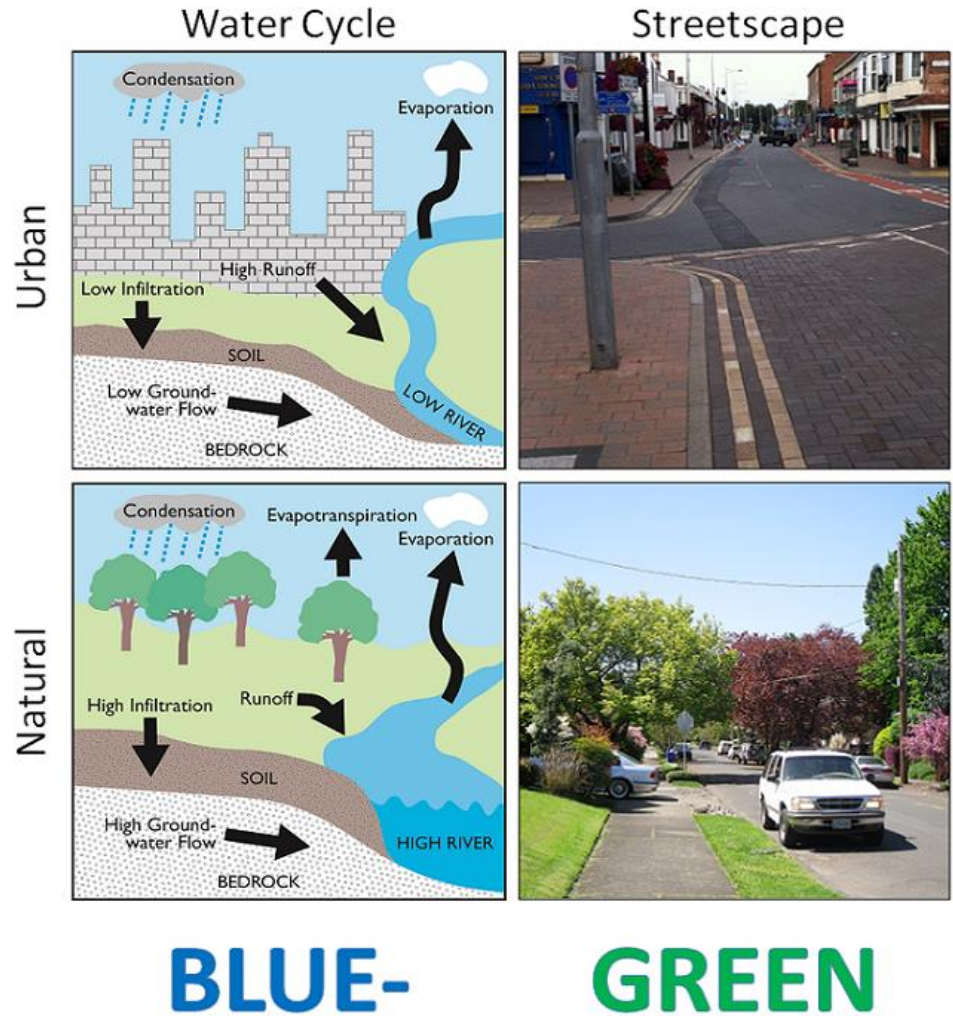 Water Cycle
Streetscape
Urban
Condensation
Evaporation
High Runoff
Low Infiltration
SOIL
Low Ground-
water Flow
LOW RIVER
BEDROCK
Natural
Condensation
Evapotranspiration
Evaporation
High Infiltration
Runoff
SOIL
High Ground-
water Flow
HIGH RIVER
BEDROCK
BLUE-
GREEN